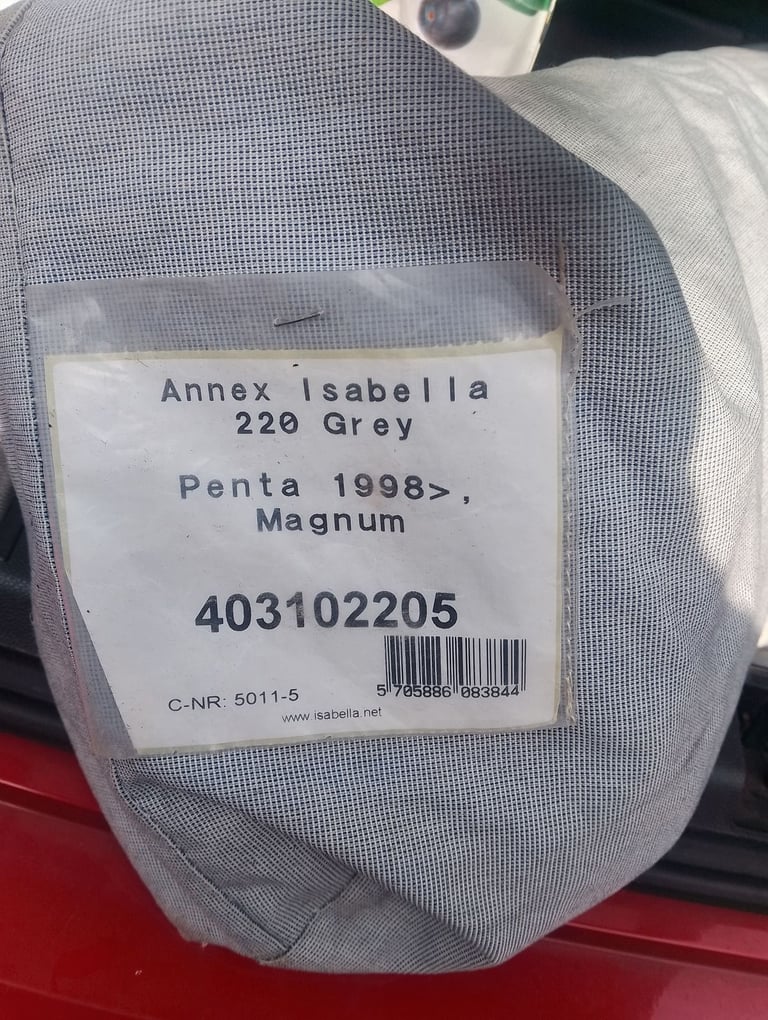 Annex Isabella
220 Grey
Penta 1998>,
Magnum
403102205
5 705886 083844
C-NR: 5011-5
www.isabella.net